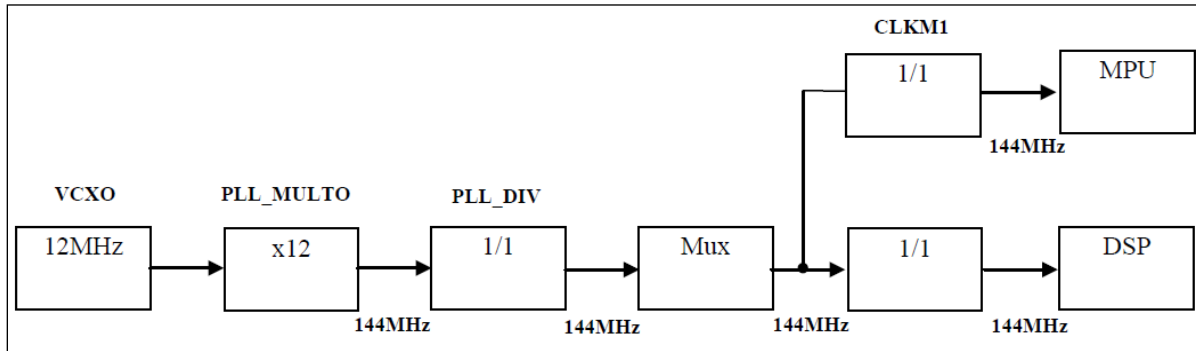 CLKM1
1/1
MPU
144MHz
VCXO
PLL_MULTO
PLL_DIV
12MHz
x12
1/1
Mux
1/1
DSP
144MHz
144MHz
144MHz
144MHz